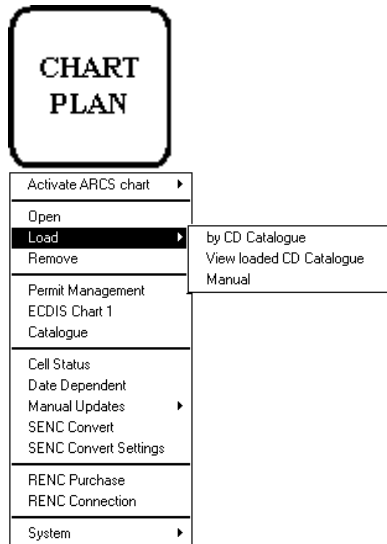 CHART
PLAN
Activate ARCS chart
Open
Load
by CD Catalogue
Remove
View loaded CD Catalogue
Manual
Permit Management
ECDIS Chart 1
Catalogue
Cell Status
Date Dependent
Manual Updates
SENC Convert
SENC Convert Settings
RENC Purchase
RENC Connection
System